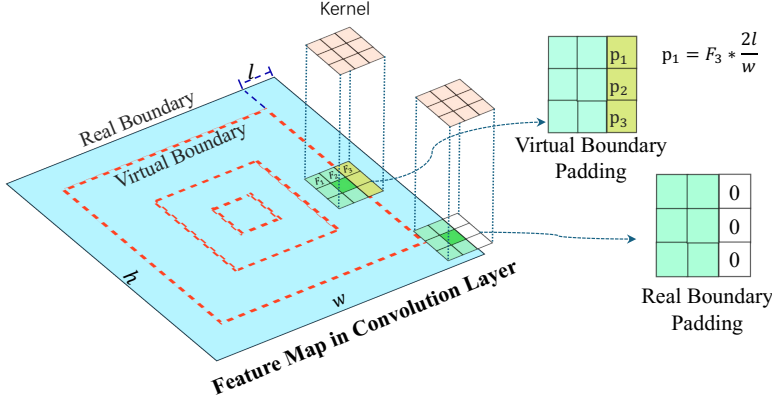 Kernel
l
Real Boundary
Virtual Boundary
F₁ F₂ F₃
h
w
Feature Map in Convolution Layer
p₁
p₂
p₃
Virtual Boundary
Padding
p₁ = F₃ * 2l/w
0
0
0
Real Boundary
Padding